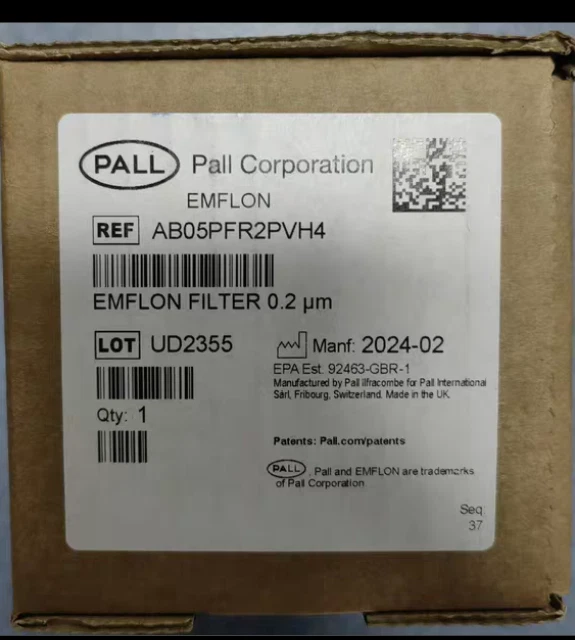 PALL Pall Corporation
EMFLON
REF AB05PFR2PVH4
EMFLON FILTER 0.2 µm
LOT UD2355
Manf: 2024-02
EPA Est. 92463-GBR-1
Manufactured by Pall Ilfracombe for Pall International
Sàrl, Fribourg, Switzerland. Made in the UK.
Qty: 1
Patents: Pall.com/patents
PALL , Pall and EMFLON are trademarks
of Pall Corporation
Seq
37